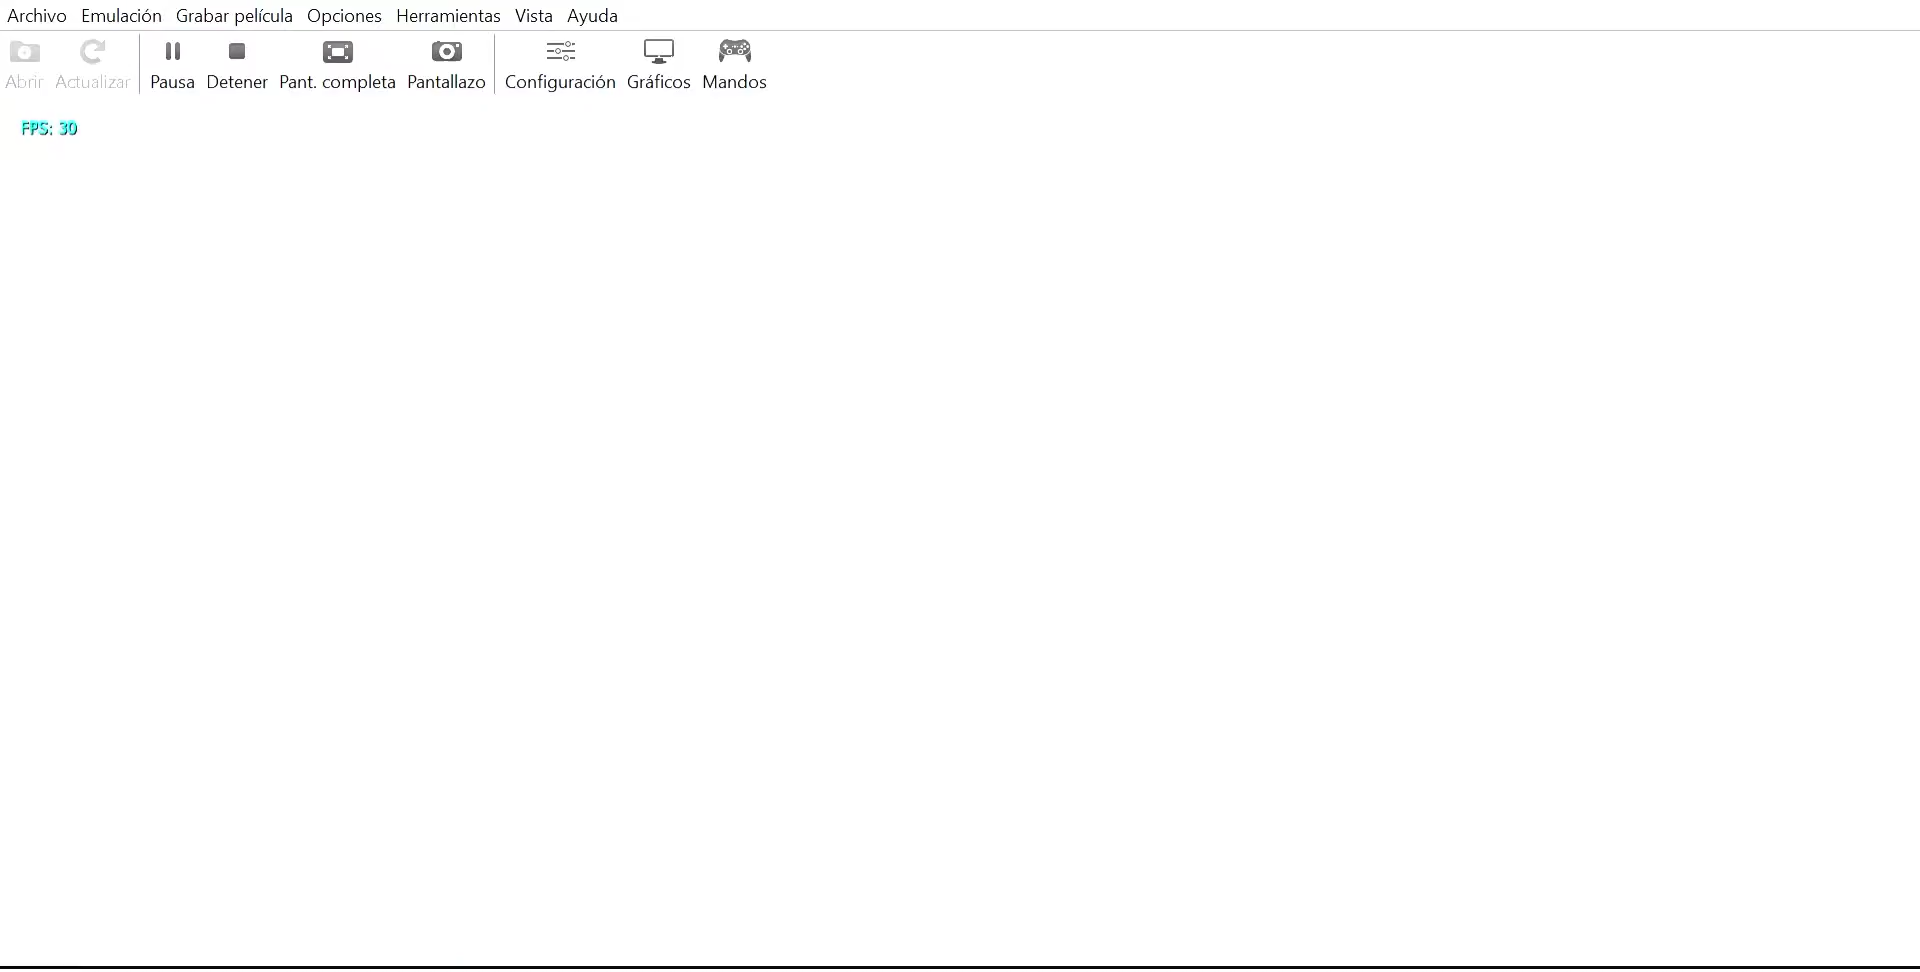 Archivo Emulación Grabar película Opciones Herramientas Vista Ayuda
Abrir Actualizar Pausa Detener Pant. completa Pantallazo Configuración Gráficos Mandos
FPS: 30